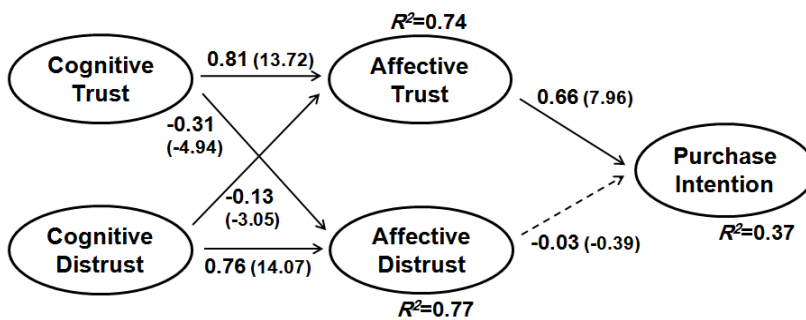 R²=0.74
Cognitive
Trust
0.81 (13.72)
Affective
Trust
0.66 (7.96)
-0.31
(-4.94)
Purchase
Intention
R²=0.37
-0.13
(-3.05)
Cognitive
Distrust
0.76 (14.07)
Affective
Distrust
-0.03 (-0.39)
R²=0.77